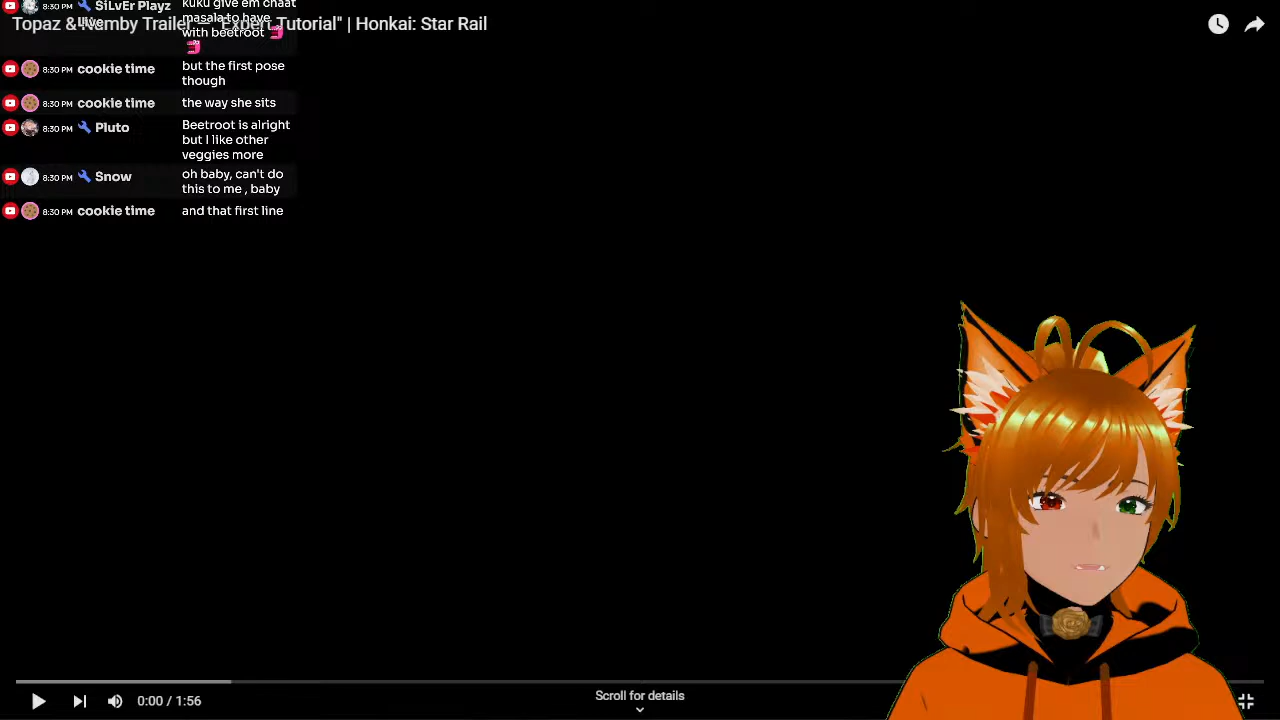 kuku give em chaat
8:30 PM SiLvEr Playz
Live
masala to have
with beetroot
Topaz & Numby Trailer — "Expert Tutorial" | Honkai: Star Rail
8:30 PM cookie time but the first pose
though
8:30 PM cookie time the way she sits
8:30 PM Pluto Beetroot is alright
but I like other
veggies more
8:30 PM Snow oh baby, can't do
this to me , baby
8:30 PM cookie time and that first line
0:00 / 1:56
Scroll for details